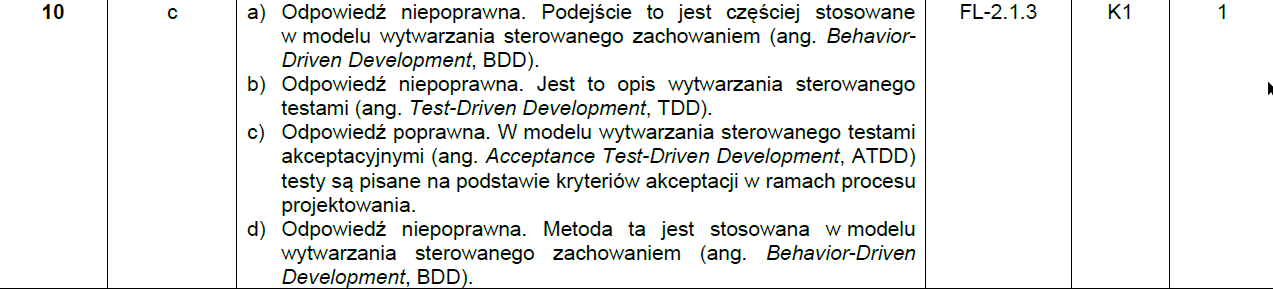 10 c a) Odpowiedź niepoprawna. Podejście to jest częściej stosowane FL-2.1.3 K1 1
w modelu wytwarzania sterowanego zachowaniem (ang. Behavior-
Driven Development, BDD).
b) Odpowiedź niepoprawna. Jest to opis wytwarzania sterowanego
testami (ang. Test-Driven Development, TDD).
c) Odpowiedź poprawna. W modelu wytwarzania sterowanego testami
akceptacyjnymi (ang. Acceptance Test-Driven Development, ATDD)
testy są pisane na podstawie kryteriów akceptacji w ramach procesu
projektowania.
d) Odpowiedź niepoprawna. Metoda ta jest stosowana w modelu
wytwarzania sterowanego zachowaniem (ang. Behavior-Driven
Development, BDD).